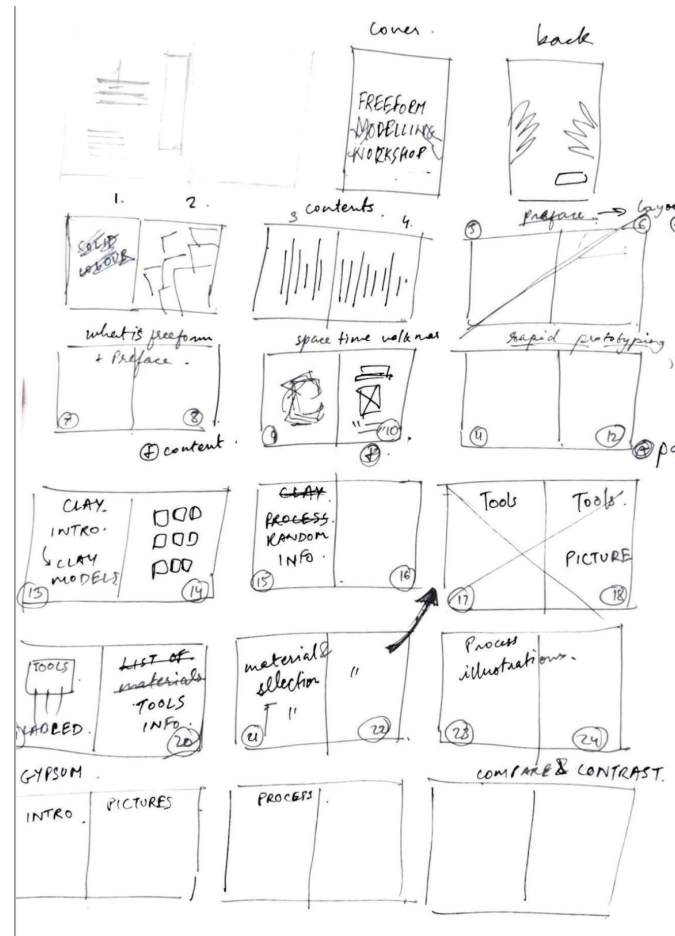 cover.
back
FREEFORM
MODELLING
WORKSHOP
1. 2.
SOLID
COLOUR
3 contents. 4.
Preface → Layou
5 6
what is freeform
+ Preface.
7 8
f content.
space time
9 10
f
Rapid prototyping
11 12
CLAY
INTRO.
CLAY
MODELS
13 14
CLAY
PROCESS
RANDOM
INFO.
15 16
Tools Tools.
PICTURE
17 18
TOOLS
LIST OF
materials
TOOLS
INFO.
20
material &
sllection "
"
21 22
Process
illustrations.
23 24
GYPSUM.
INTRO. PICTURES
PROCESS.
COMPARE & CONTRAST.